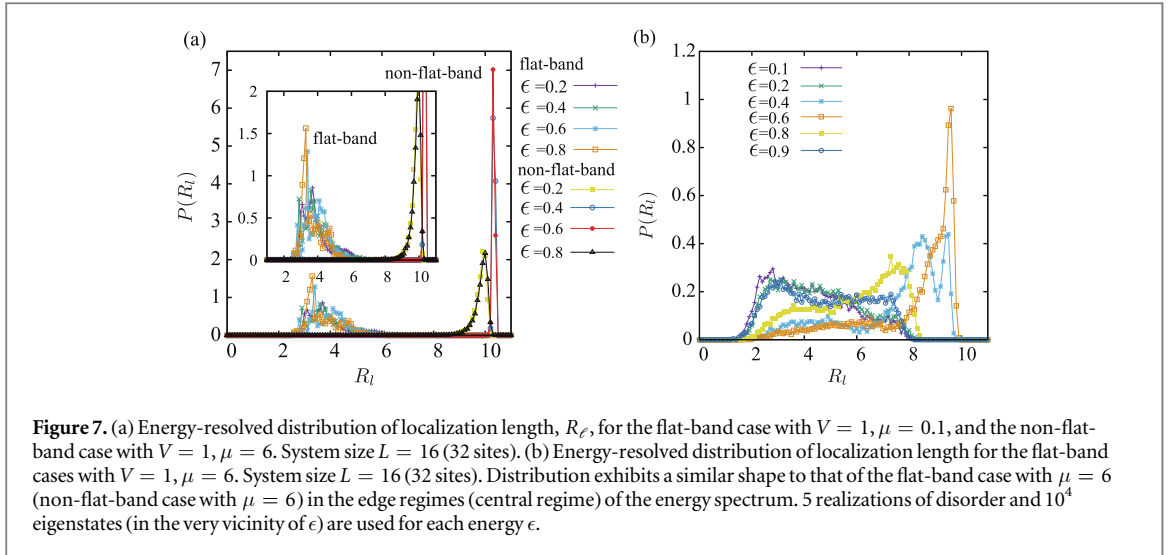 (a)
7
6
5
4
3
2
1
0
P(R_l)
0 2 4 6 8 10
R_l
2
1.5
1
0.5
0
2 4 6 8 10
flat-band
non-flat-band
flat-band
ϵ=0.2
ϵ=0.4
ϵ=0.6
ϵ=0.8
non-flat-band
ϵ=0.2
ϵ=0.4
ϵ=0.6
ϵ=0.8
(b)
1.2
1
0.8
0.6
0.4
0.2
0
P(R_l)
0 2 4 6 8 10
R_l
ϵ=0.1
ϵ=0.2
ϵ=0.4
ϵ=0.6
ϵ=0.8
ϵ=0.9
Figure 7. (a) Energy-resolved distribution of localization length, R_ℓ, for the flat-band case with V = 1, μ = 0.1, and the non-flat-
band case with V = 1, μ = 6. System size L = 16 (32 sites). (b) Energy-resolved distribution of localization length for the flat-band
cases with V = 1, μ = 6. System size L = 16 (32 sites). Distribution exhibits a similar shape to that of the flat-band case with μ = 6
(non-flat-band case with μ = 6) in the edge regimes (central regime) of the energy spectrum. 5 realizations of disorder and 10⁴
eigenstates (in the very vicinity of ϵ) are used for each energy ϵ.